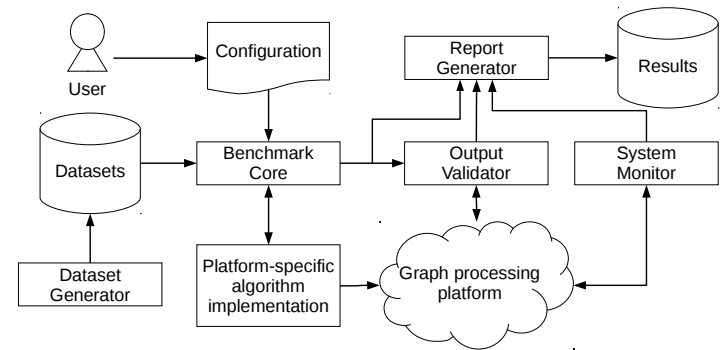 User
Configuration
Report
Generator
Results
Datasets
Benchmark
Core
Output
Validator
System
Monitor
Dataset
Generator
Platform-specific
algorithm
implementation
Graph processing
platform